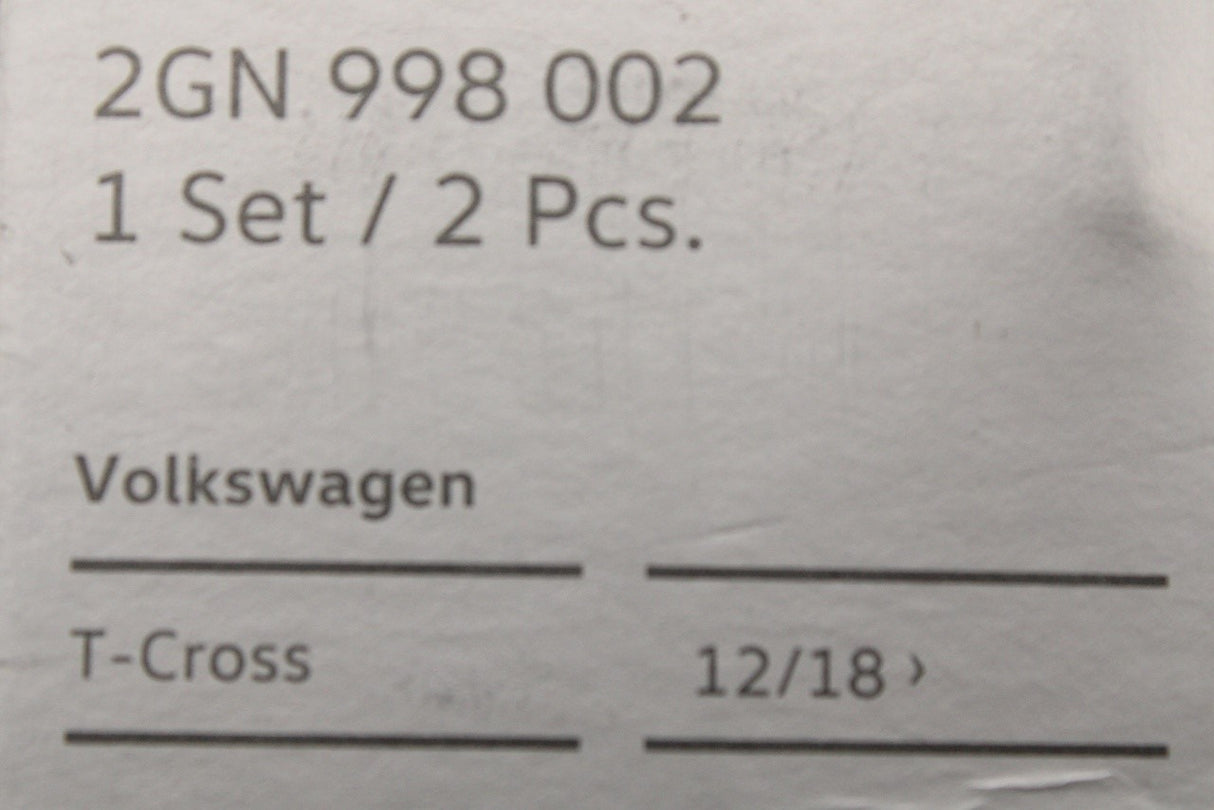 2GN 998 002
1 Set / 2 Pcs.
Volkswagen
T-Cross 12/18 ›